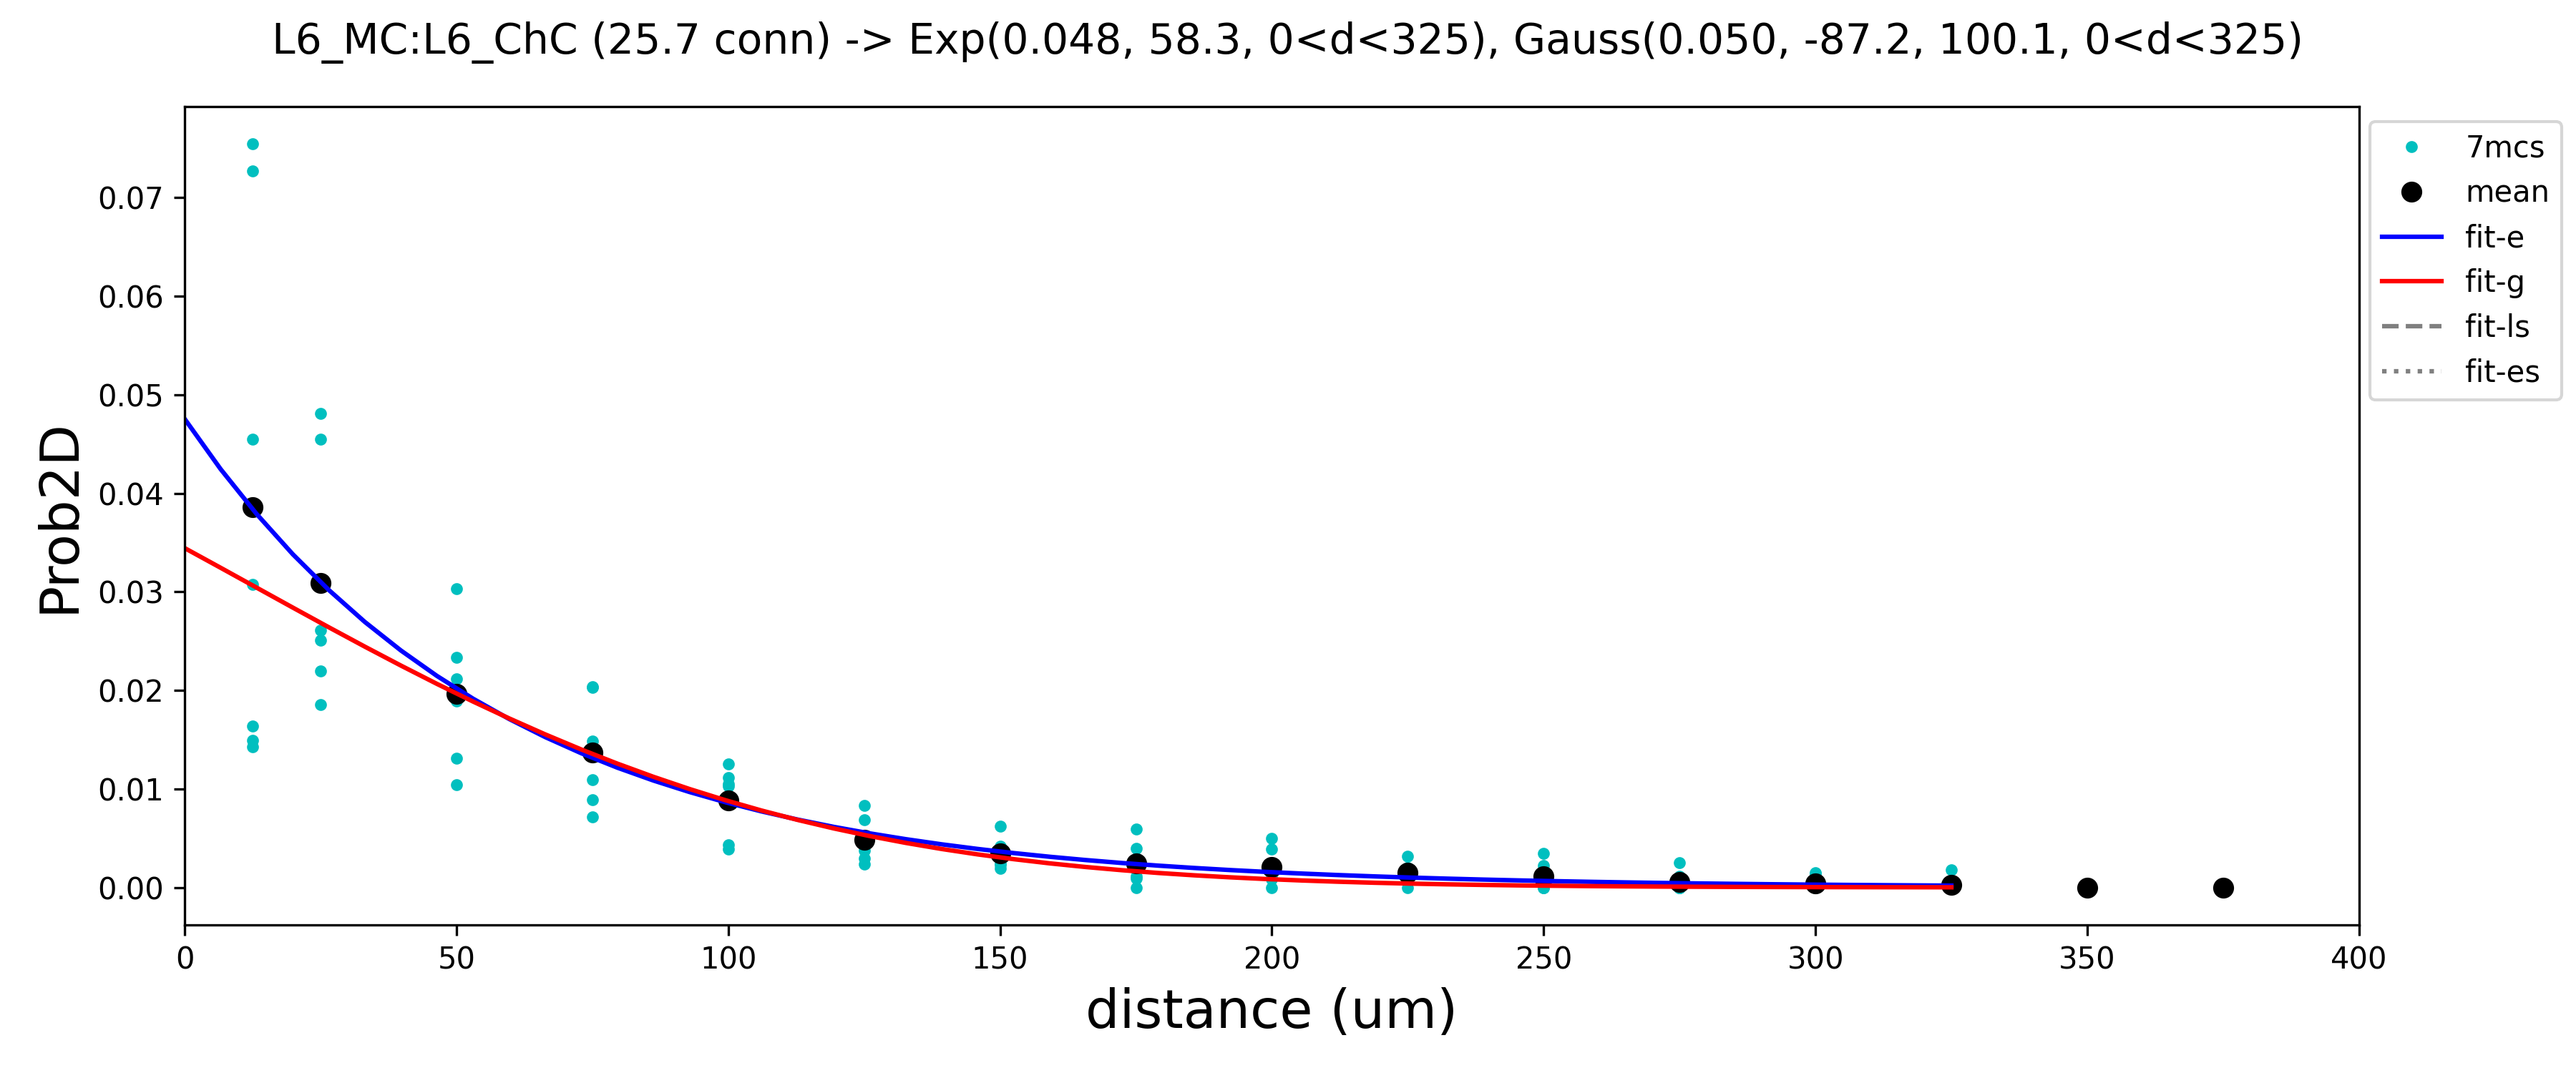 L6_MC:L6_ChC (25.7 conn) -> Exp(0.048, 58.3, 0<d<325), Gauss(0.050, -87.2, 100.1, 0<d<325)
7mcs
mean
fit-e
fit-g
fit-ls
fit-es
Prob2D
0.07
0.06
0.05
0.04
0.03
0.02
0.01
0.00
0 50 100 150 200 250 300 350 400
distance (um)